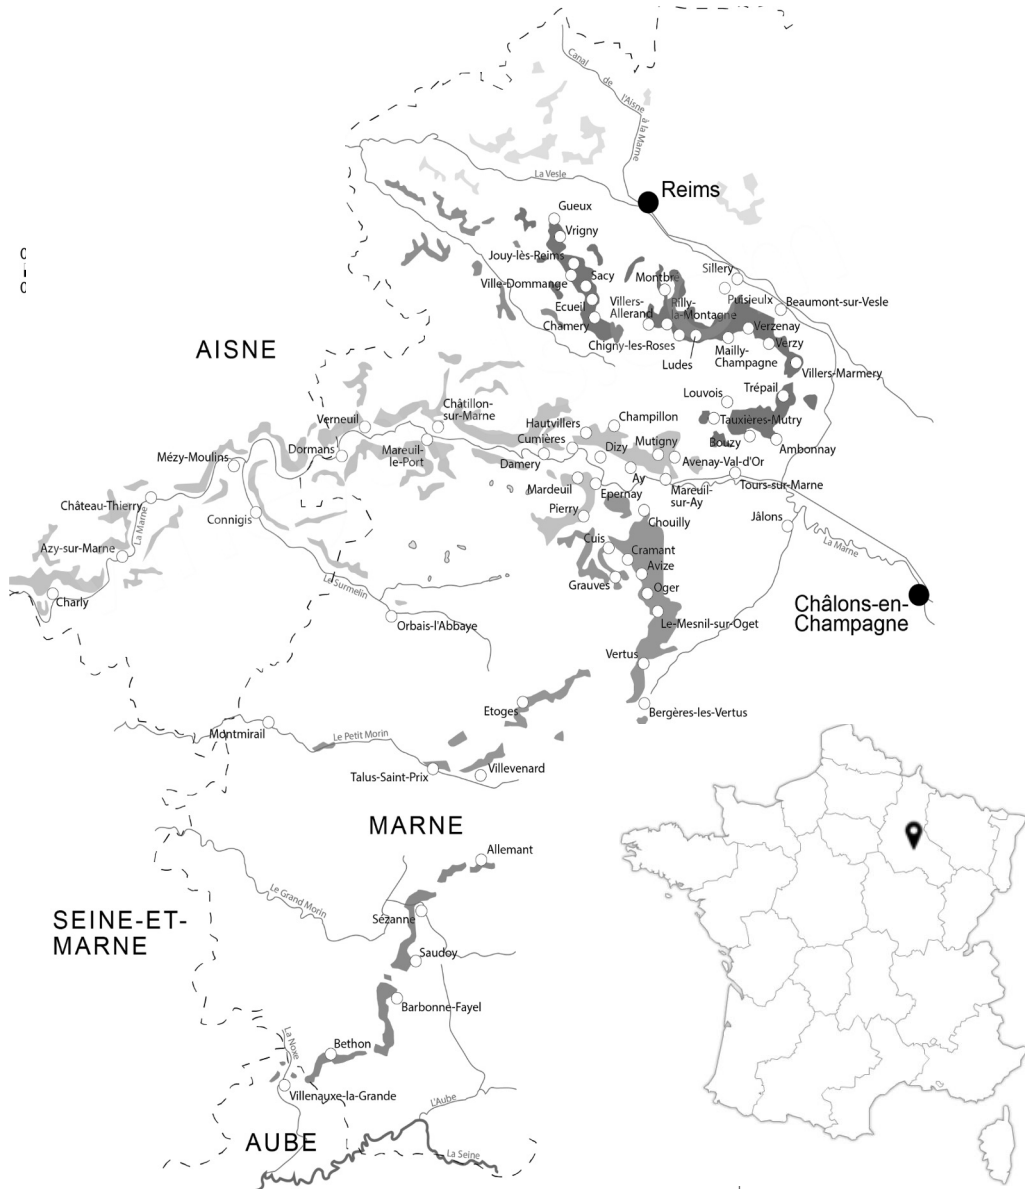 Canal
de
l'Aisne
à la Marne
La Vesle
Reims
Gueux
Vrigny
Jouy-lès-Reims
Sacy
Ville-Dommange
Ecueil
Chamery
Montbré
Villers-
Allerand
Rilly-
la-Montagne
Chigny-les-Roses
Ludes
Sillery
Puisieulx
Beaumont-sur-Vesle
Verzenay
Verzy
Mailly-
Champagne
Villers-Marmery
Trépail
Louvois
Tauxières-Mutry
Bouzy
Ambonnay
AISNE
Verneuil
Châtillon-
sur-Marne
Dormans
Mareuil-
le-Port
Mézy-Moulins
Château-Thierry
La Marne
Connigis
Azy-sur-Marne
Charly
La Surmelin
Orbais-l'Abbaye
Hautvillers
Champillon
Cumières
Dizy
Mutigny
Damery
Avenay-Val-d'Or
Ay
Mardeuil
Epernay
Mareuil-
sur-Ay
Tours-sur-Marne
Pierry
Chouilly
Jâlons
La Marne
Cuis
Cramant
Avize
Grauves
Oger
Le-Mesnil-sur-Oget
Châlons-en-
Champagne
Vertus
Bergères-les-Vertus
Etoges
Montmirail
Le Petit Morin
Talus-Saint-Prix
Villevenard
MARNE
Allemant
Le Grand Morin
Sézanne
SEINE-ET-
MARNE
Saudoy
Barbonne-Fayel
La Noxe
Bethon
Villenauxe-la-Grande
L'Aube
AUBE
La Seine